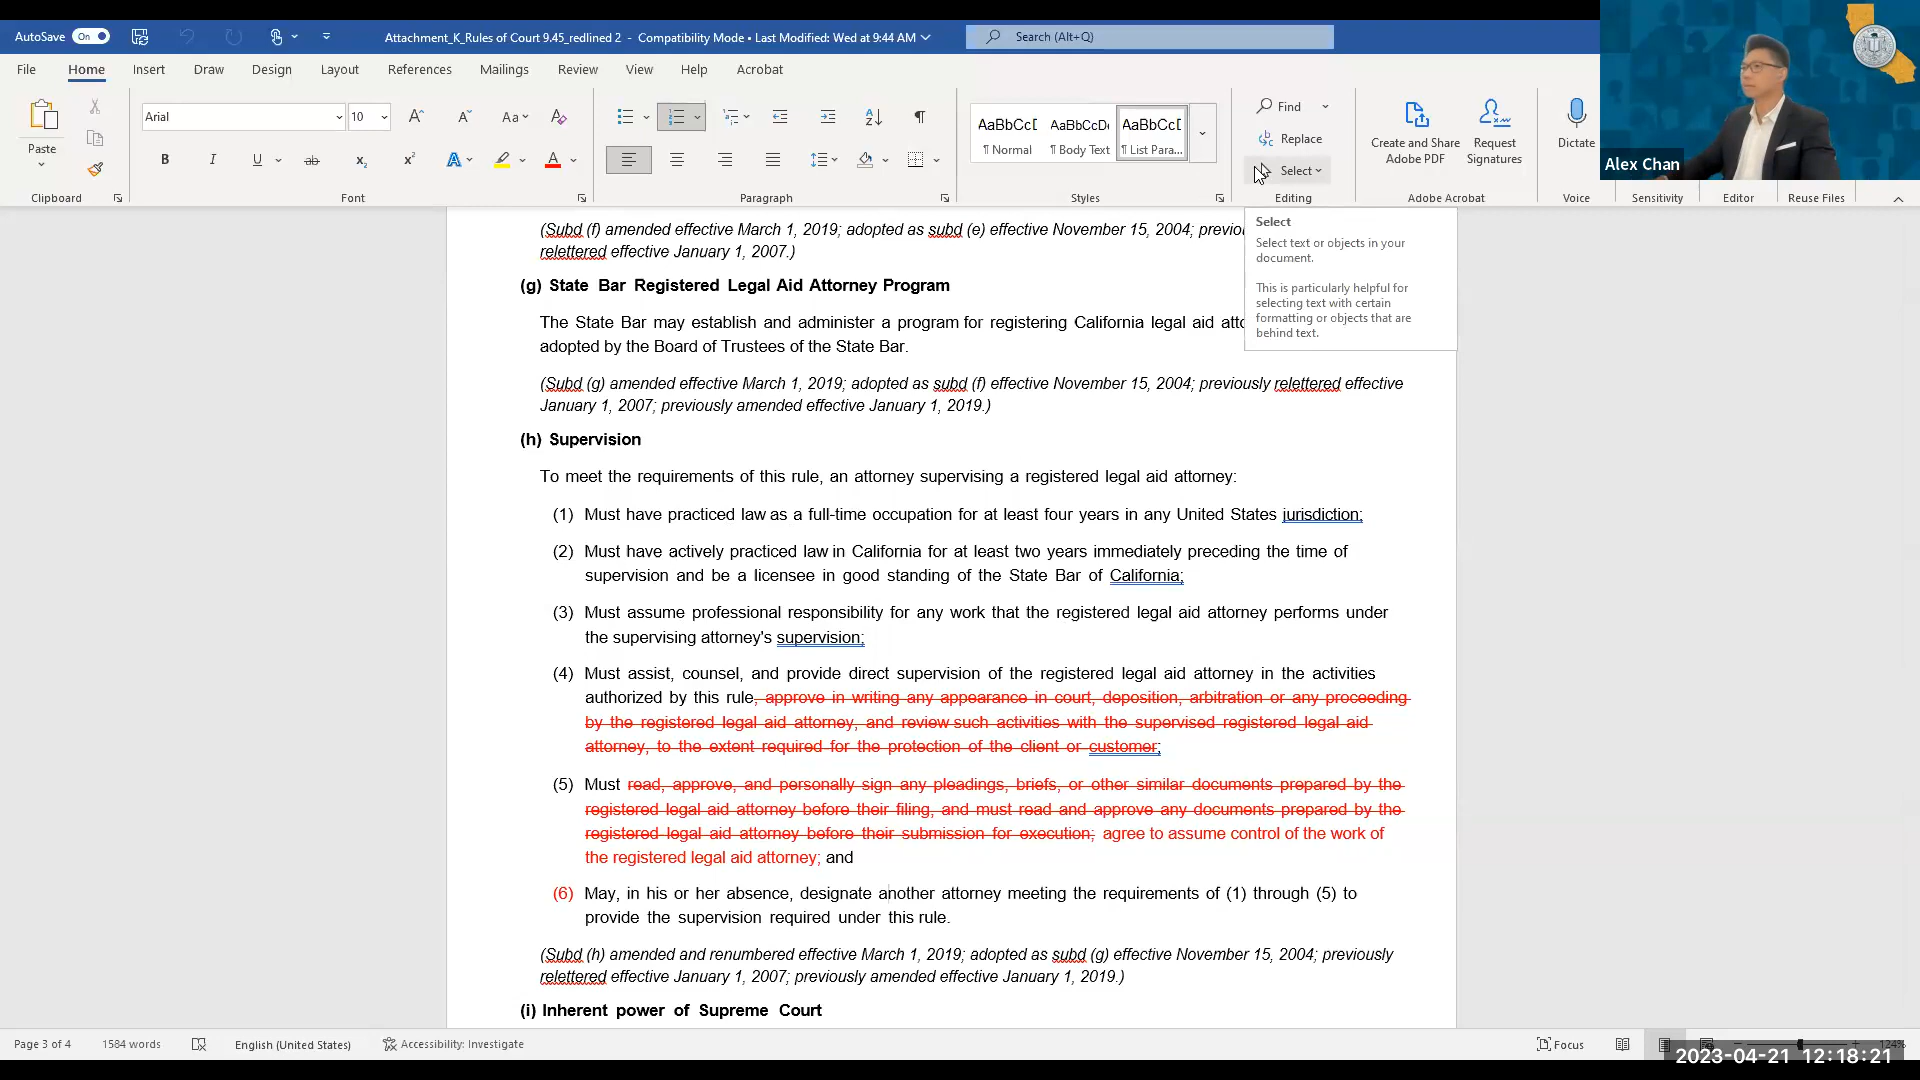 AutoSave On Attachment_K_Rules of Court 9.45_redlined 2 - Compatibility Mode • Last Modified: Wed at 9:44 AM Search (Alt+Q)
File Home Insert Draw Design Layout References Mailings Review View Help Acrobat
Paste
Clipboard
Arial 10
Aa
B I U ab x₂ x² A A
Font
Paragraph
AaBbCcD AaBbCcDc AaBbCcD
¶ Normal ¶ Body Text ¶ List Para...
Styles
Find
Replace
Select
Editing
Create and Share
Adobe PDF
Request
Signatures
Adobe Acrobat
Dictate
Voice
Sensitivity
Editor
Reuse Files
Alex Chan
Select
Select text or objects in your
document.
This is particularly helpful for
selecting text with certain
formatting or objects that are
behind text.
(Subd (f) amended effective March 1, 2019; adopted as subd (e) effective November 15, 2004; previou
relettered effective January 1, 2007.)
(g) State Bar Registered Legal Aid Attorney Program
The State Bar may establish and administer a program for registering California legal aid atto
adopted by the Board of Trustees of the State Bar.
(Subd (g) amended effective March 1, 2019; adopted as subd (f) effective November 15, 2004; previously relettered effective
January 1, 2007; previously amended effective January 1, 2019.)
(h) Supervision
To meet the requirements of this rule, an attorney supervising a registered legal aid attorney:
(1) Must have practiced law as a full-time occupation for at least four years in any United States jurisdiction;
(2) Must have actively practiced law in California for at least two years immediately preceding the time of
supervision and be a licensee in good standing of the State Bar of California;
(3) Must assume professional responsibility for any work that the registered legal aid attorney performs under
the supervising attorney's supervision;
(4) Must assist, counsel, and provide direct supervision of the registered legal aid attorney in the activities
authorized by this rule, approve in writing any appearance in court, deposition, arbitration or any proceeding
by the registered legal aid attorney, and review such activities with the supervised registered legal aid
attorney, to the extent required for the protection of the client or customer;
(5) Must read, approve, and personally sign any pleadings, briefs, or other similar documents prepared by the
registered legal aid attorney before their filing, and must read and approve any documents prepared by the
registered legal aid attorney before their submission for execution; agree to assume control of the work of
the registered legal aid attorney; and
(6) May, in his or her absence, designate another attorney meeting the requirements of (1) through (5) to
provide the supervision required under this rule.
(Subd (h) amended and renumbered effective March 1, 2019; adopted as subd (g) effective November 15, 2004; previously
relettered effective January 1, 2007; previously amended effective January 1, 2019.)
(i) Inherent power of Supreme Court
Page 3 of 4 1584 words English (United States) Accessibility: Investigate Focus 124%
2023-04-21 12:18:21